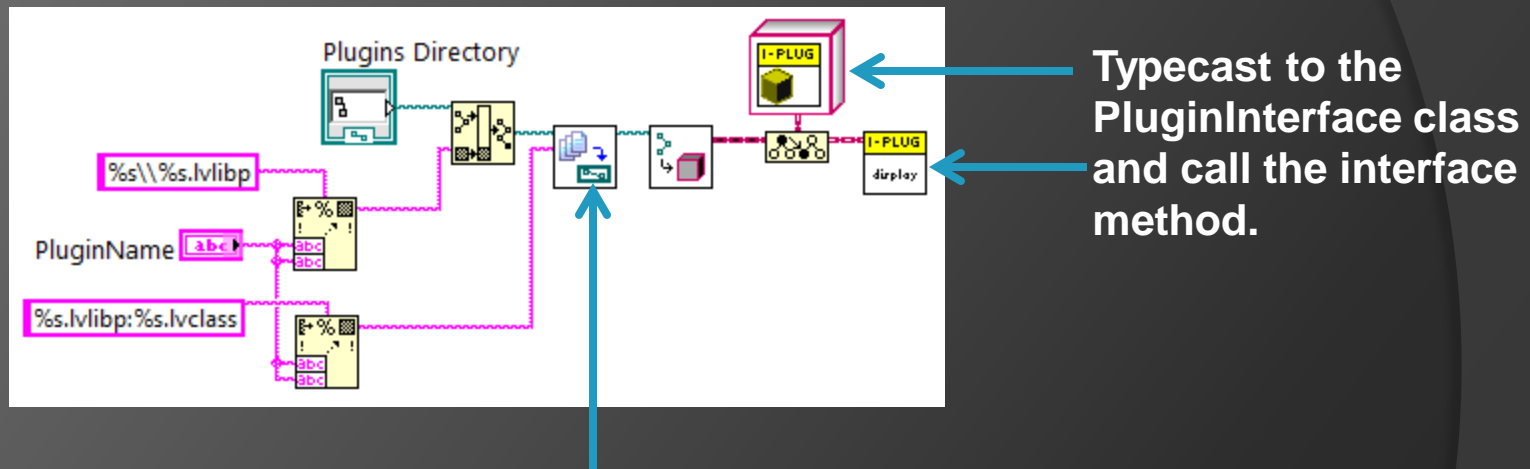 Plugins Directory
I-PLUG
%s\\%s.lvlibp
I-PLUG
display
% 
!
abc
abc
PluginName
abc
%s.lvlibp:%s.lvclass
%
!
abc
abc
Typecast to the
PluginInterface class
and call the interface
method.